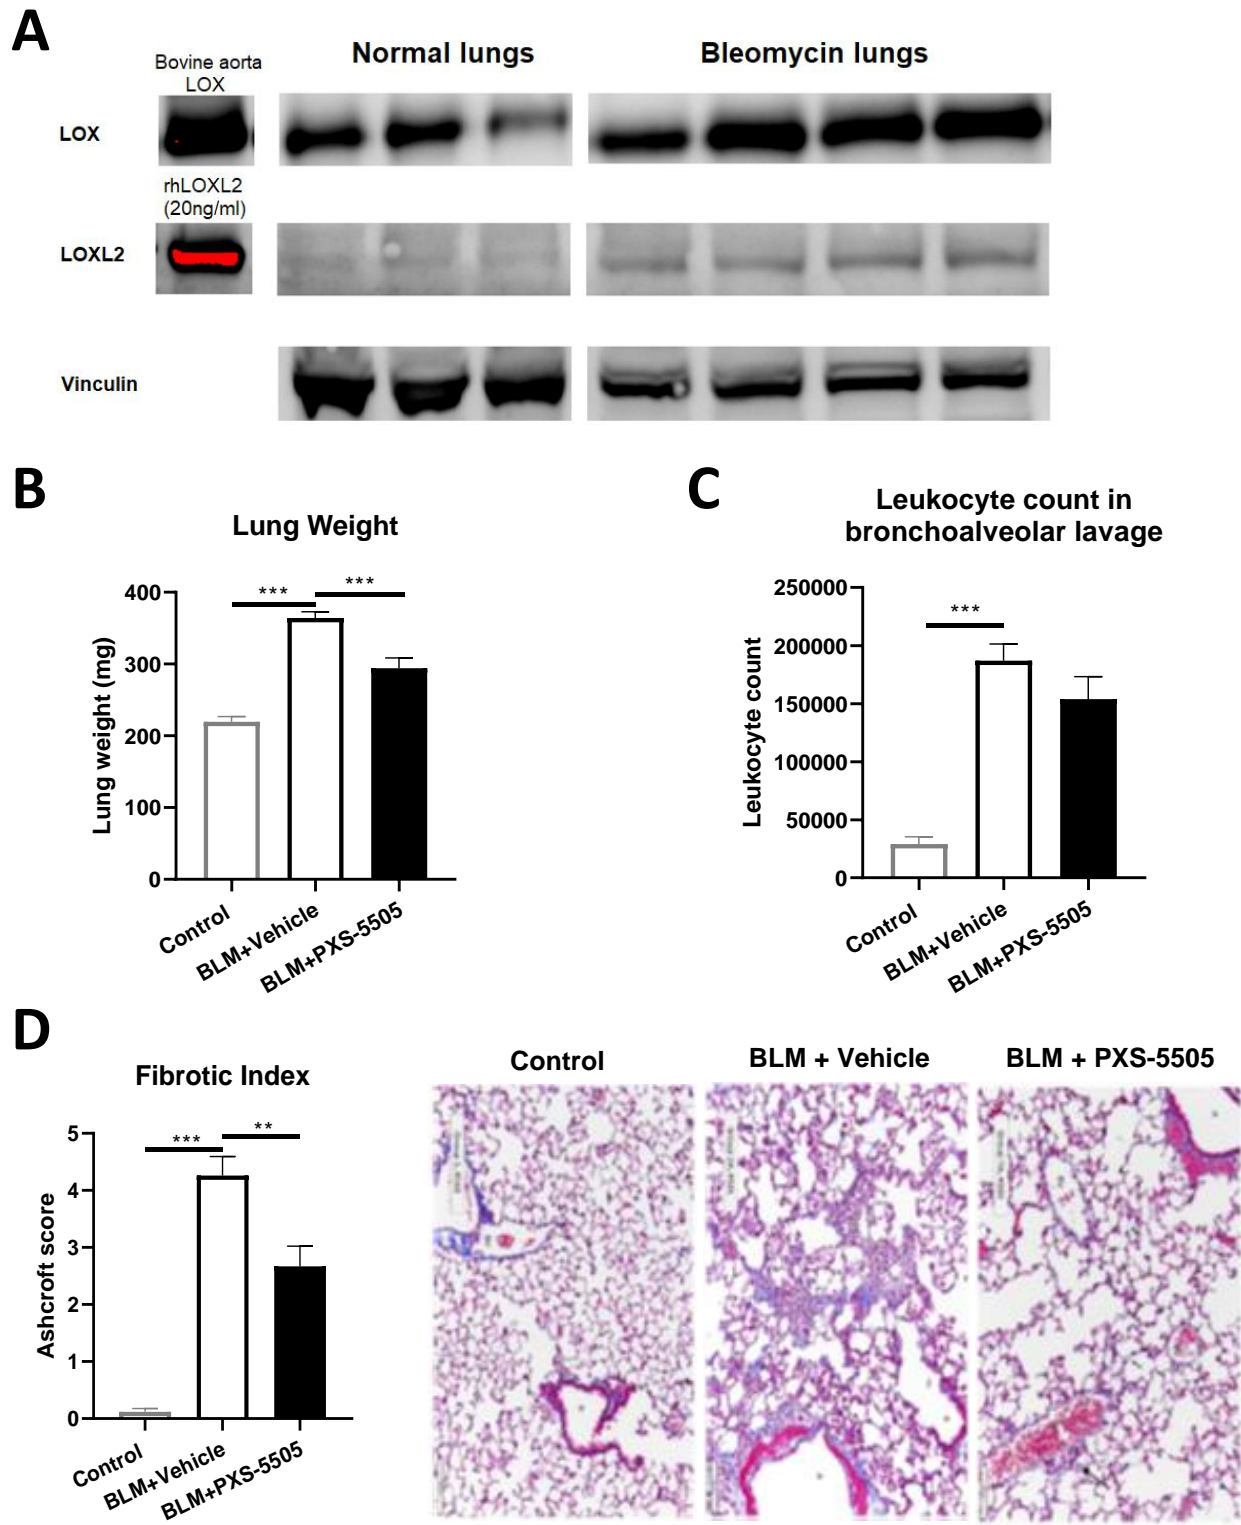 A
Bovine aorta
LOX
Normal lungs
Bleomycin lungs
LOX
rhLOXL2
(20ng/ml)
LOXL2
Vinculin
B
Lung Weight
Lung weight (mg)
400
300
200
100
0
***
***
Control
BLM+Vehicle
BLM+PXS-5505
C
Leukocyte count in
bronchoalveolar lavage
Leukocyte count
250000
200000
150000
100000
50000
0
***
Control
BLM+Vehicle
BLM+PXS-5505
D
Fibrotic Index
Ashcroft score
5
4
3
2
1
0
***
**
Control
BLM+Vehicle
BLM+PXS-5505
Control
BLM + Vehicle
BLM + PXS-5505